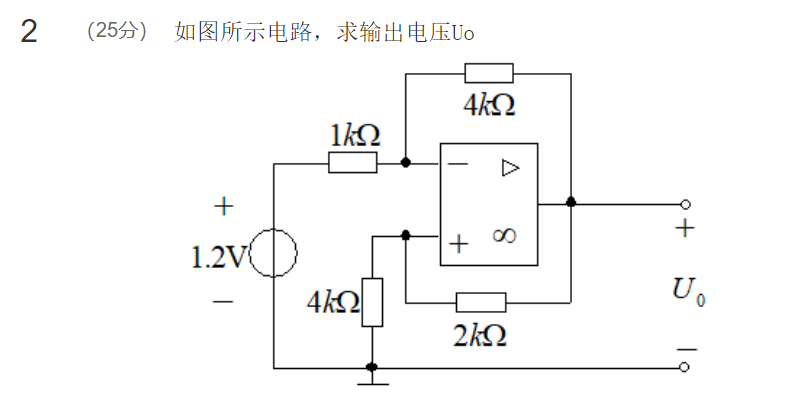 2 (25分) 如图所示电路，求输出电压Uo
4kΩ
1kΩ
− ▷
+
1.2V
+ ∞
+
−
4kΩ
U0
2kΩ
−